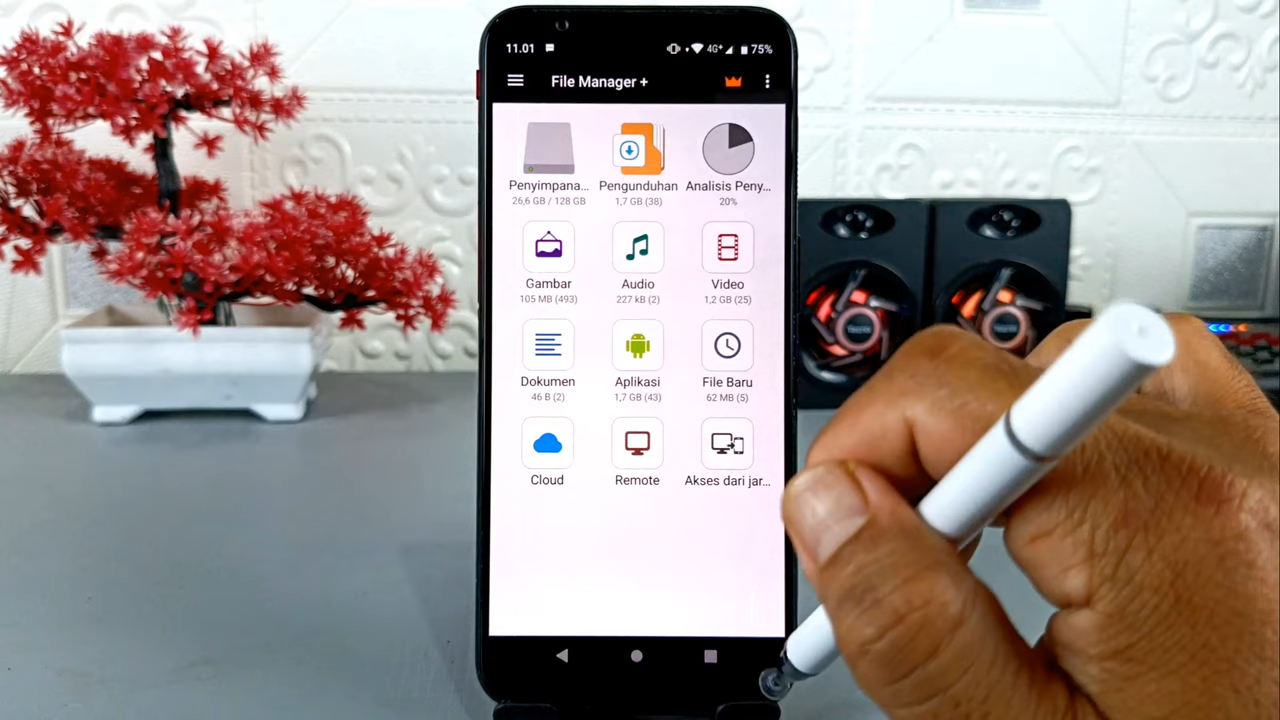 11.01 4G+ 75%
File Manager +
Penyimpana... Pengunduhan Analisis Peny...
26,6 GB / 128 GB 1,7 GB (38) 20%
Gambar Audio Video
105 MB (493) 227 kB (2) 1,2 GB (25)
Dokumen Aplikasi File Baru
46 B (2) 1,7 GB (43) 62 MB (5)
Cloud Remote Akses dari jar...